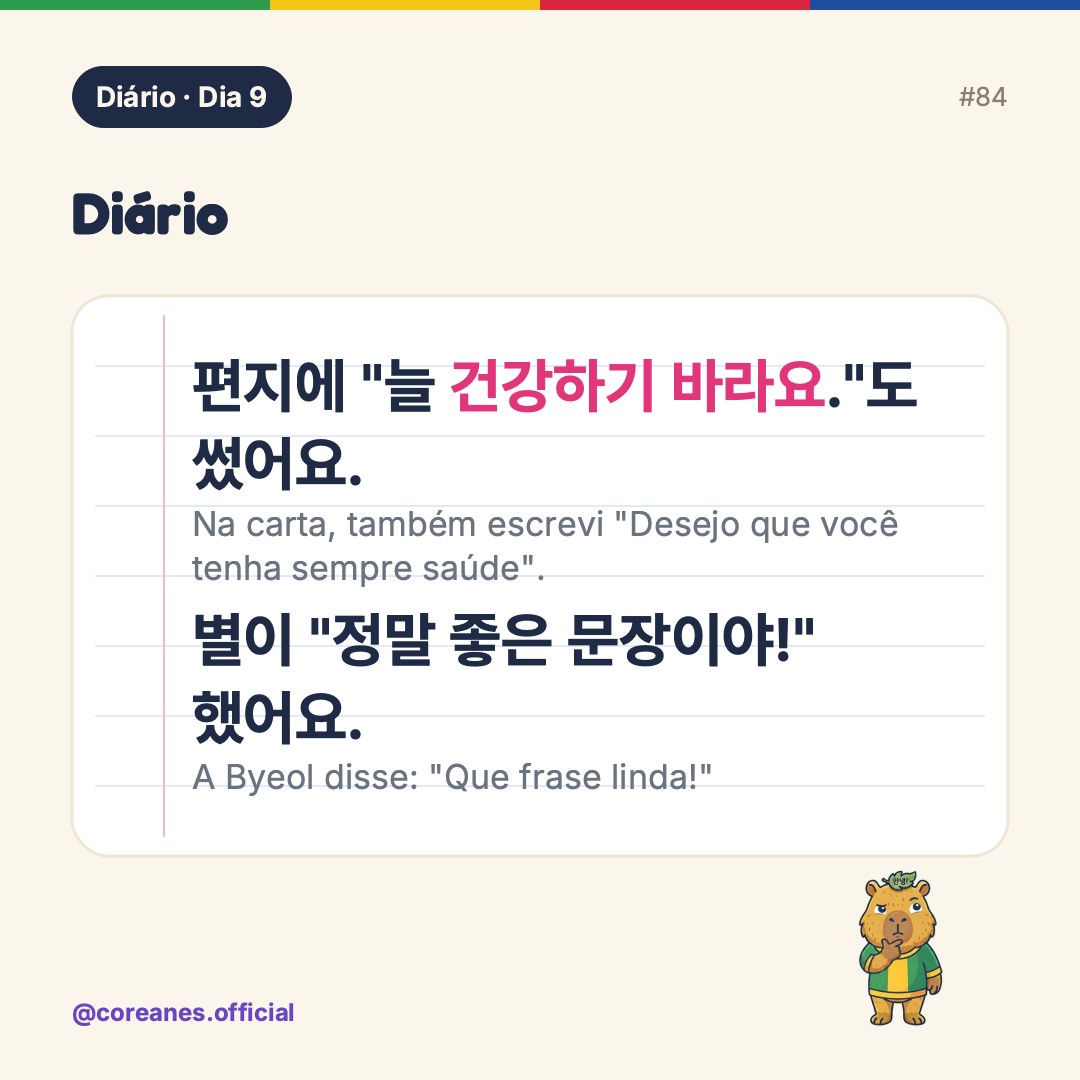 Diário · Dia 9
#84
Diário
편지에 "늘 건강하기 바라요."도
썼어요.
Na carta, também escrevi "Desejo que você
tenha sempre saúde".
별이 "정말 좋은 문장이야!"
했어요.
A Byeol disse: "Que frase linda!"
안녕!
@coreanes.official